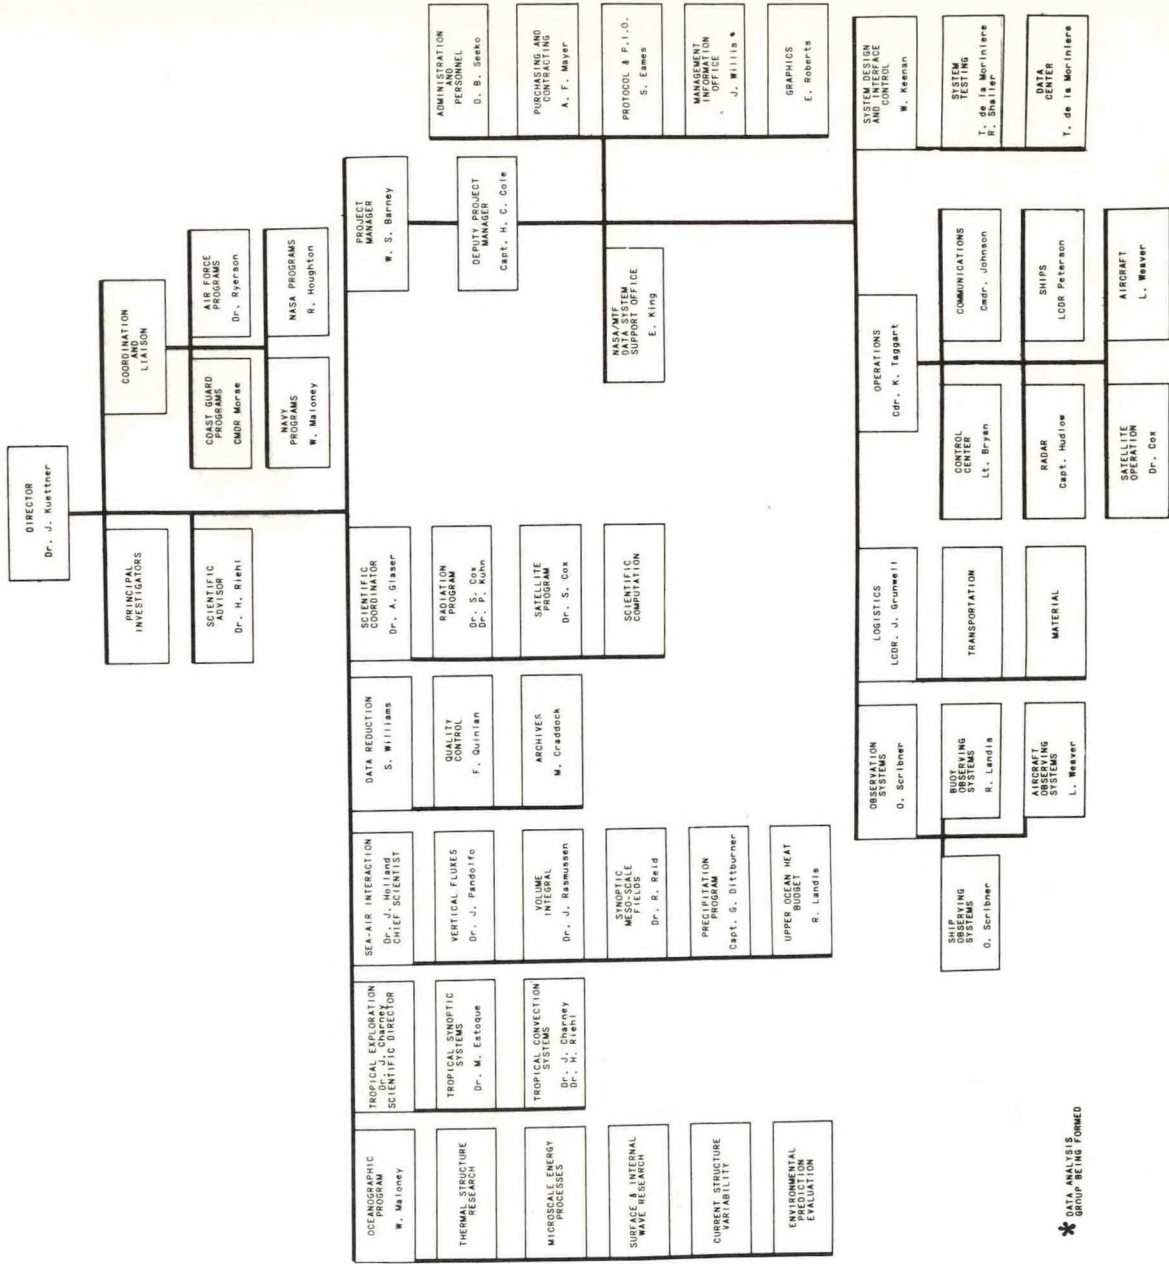 DIRECTOR
Dr. J. Kuettner
PRINCIPAL
INVESTIGATORS
SCIENTIFIC
ADVISOR
Dr. H. Riehl
COORDINATION
AND
LIAISON
COAST GUARD
PROGRAMS
CMDR Morse
AIR FORCE
PROGRAMS
Dr. Ryerson
NAVY
PROGRAMS
W. Maloney
NASA PROGRAMS
R. Houghton
OCEANOGRAPHIC
PROGRAM
W. Maloney
THERMAL STRUCTURE
RESEARCH
MICROSCALE ENERGY
PROCESSES
SURFACE & INTERNAL
WAVE RESEARCH
CURRENT STRUCTURE
VARIABILITY
ENVIRONMENTAL
PREDICTION
EVALUATION
TROPICAL EXPLORATION
Dr. J. Charney
SCIENTIFIC DIRECTOR
TROPICAL SYNOPTIC
SYSTEMS
Dr. M. Estoque
TROPICAL CONVECTION
SYSTEMS
Dr. J. Charney
Dr. H. Riehl
SEA-AIR INTERACTION
Dr. J. Holland
CHIEF SCIENTIST
VERTICAL FLUXES
Dr. J. Pandolfo
VOLUME
INTEGRAL
Dr. J. Rasmussen
SYNOPTIC
MESO-SCALE
FIELDS
Dr. R. Reid
PRECIPITATION
PROGRAM
Capt. G. Dittburner
UPPER OCEAN HEAT
BUDGET
R. Landis
DATA REDUCTION
S. Williams
QUALITY
CONTROL
F. Quinlan
ARCHIVES
M. Craddock
SCIENTIFIC
COORDINATOR
Dr. A. Glaser
RADIATION
PROGRAM
Dr. S. Cox
Dr. P. Kuhn
SATELLITE
PROGRAM
Dr. S. Cox
SCIENTIFIC
COMPUTATION
PROJECT
MANAGER
W. S. Barney
DEPUTY PROJECT
MANAGER
Capt. H. C. Cole
NASA/MTF
DATA SYSTEM
SUPPORT OFFICE
E. King
ADMINISTRATION
AND
PERSONNEL
O. B. Seeko
PURCHASING AND
CONTRACTING
A. F. Mayer
PROTOCOL & P.I.O.
S. Eames
MANAGEMENT
INFORMATION
OFFICE
J. Willis *
GRAPHICS
E. Roberts
OBSERVATION
SYSTEMS
O. Scribner
SHIP
OBSERVING
SYSTEMS
O. Scribner
BUOY
OBSERVING
SYSTEMS
R. Landis
AIRCRAFT
OBSERVING
SYSTEMS
L. Weaver
LOGISTICS
LCDR. J. Grunwell
TRANSPORTATION
MATERIAL
OPERATIONS
Cdr. K. Taggart
CONTROL
CENTER
Lt. Bryan
COMMUNICATIONS
Cmdr. Johnson
RADAR
Capt. Hudlow
SHIPS
LCDR Peterson
SATELLITE
OPERATION
Dr. Cox
AIRCRAFT
L. Weaver
SYSTEM DESIGN
AND INTERFACE
CONTROL
W. Keenan
SYSTEM
TESTING
T. de la Moriniere
R. Shaller
DATA
CENTER
T. de la Moriniere
* DATA ANALYSIS
GROUP BEING FORMED